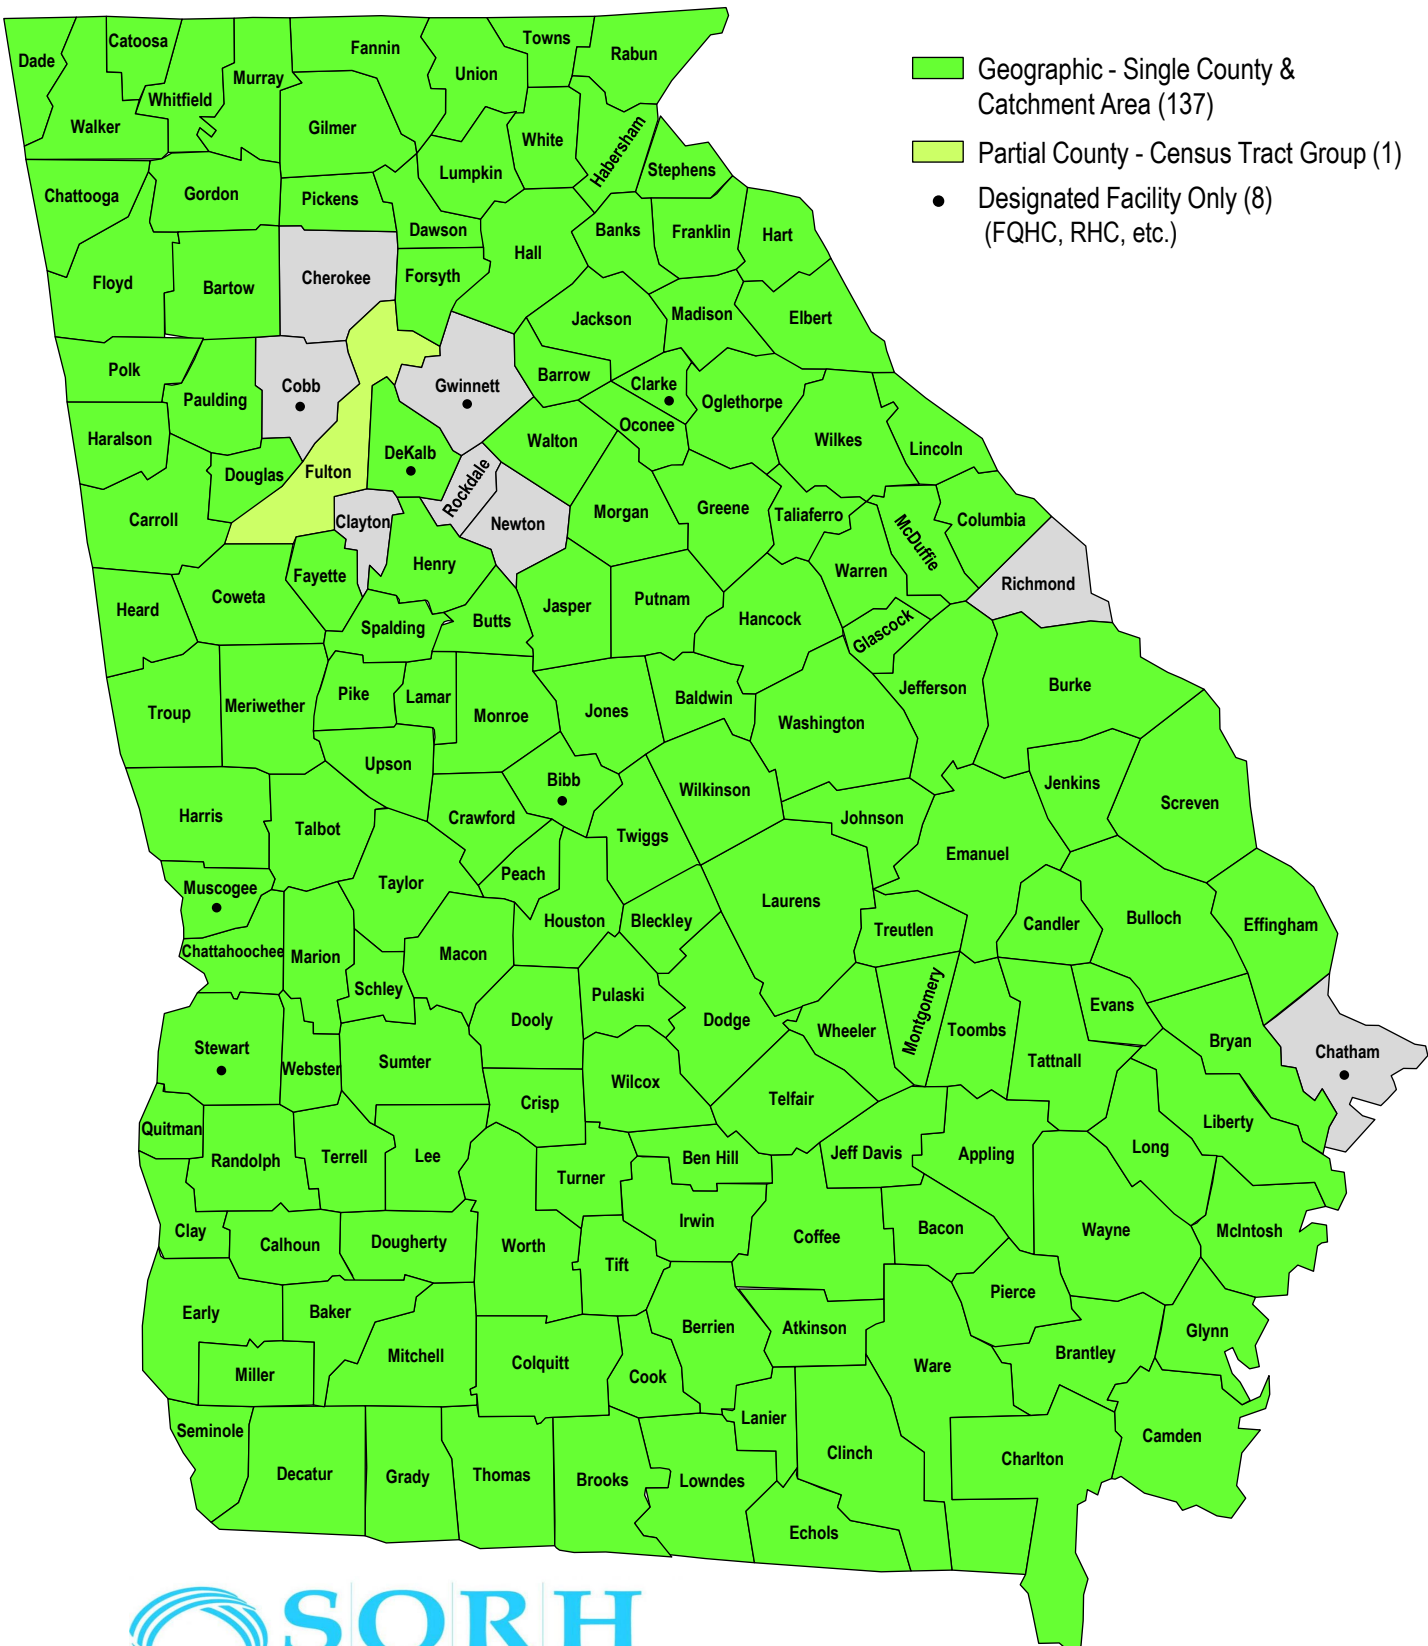 Geographic - Single County &
Catchment Area (137)
Partial County - Census Tract Group (1)
Designated Facility Only (8)
(FQHC, RHC, etc.)
Dade
Catoosa
Whitfield
Murray
Fannin
Union
Towns
Rabun
Walker
Gilmer
White
Habersham
Lumpkin
Stephens
Chattooga
Gordon
Pickens
Dawson
Hall
Banks
Franklin
Hart
Floyd
Bartow
Cherokee
Forsyth
Jackson
Madison
Elbert
Polk
Paulding
Cobb
Gwinnett
Barrow
Clarke
Oglethorpe
Oconee
Wilkes
Lincoln
Haralson
Douglas
Fulton
DeKalb
Rockdale
Walton
Carroll
Clayton
Newton
Morgan
Greene
Taliaferro
McDuffie
Columbia
Richmond
Henry
Fayette
Coweta
Heard
Spalding
Butts
Jasper
Putnam
Hancock
Warren
Glascock
Troup
Meriwether
Pike
Lamar
Monroe
Jones
Baldwin
Washington
Jefferson
Burke
Upson
Bibb
Wilkinson
Jenkins
Screven
Harris
Talbot
Crawford
Twiggs
Johnson
Emanuel
Muscogee
Taylor
Peach
Houston
Bleckley
Laurens
Treutlen
Candler
Bulloch
Effingham
Chattahoochee
Marion
Macon
Schley
Dooly
Pulaski
Dodge
Wheeler
Montgomery
Toombs
Tattnall
Evans
Bryan
Chatham
Stewart
Webster
Sumter
Crisp
Wilcox
Telfair
Liberty
Long
Quitman
Randolph
Terrell
Lee
Turner
Ben Hill
Jeff Davis
Appling
Clay
Calhoun
Dougherty
Worth
Tift
Irwin
Coffee
Bacon
Wayne
McIntosh
Early
Baker
Miller
Mitchell
Colquitt
Cook
Berrien
Atkinson
Ware
Pierce
Brantley
Glynn
Seminole
Decatur
Grady
Thomas
Brooks
Lowndes
Lanier
Clinch
Echols
Charlton
Camden
SORH